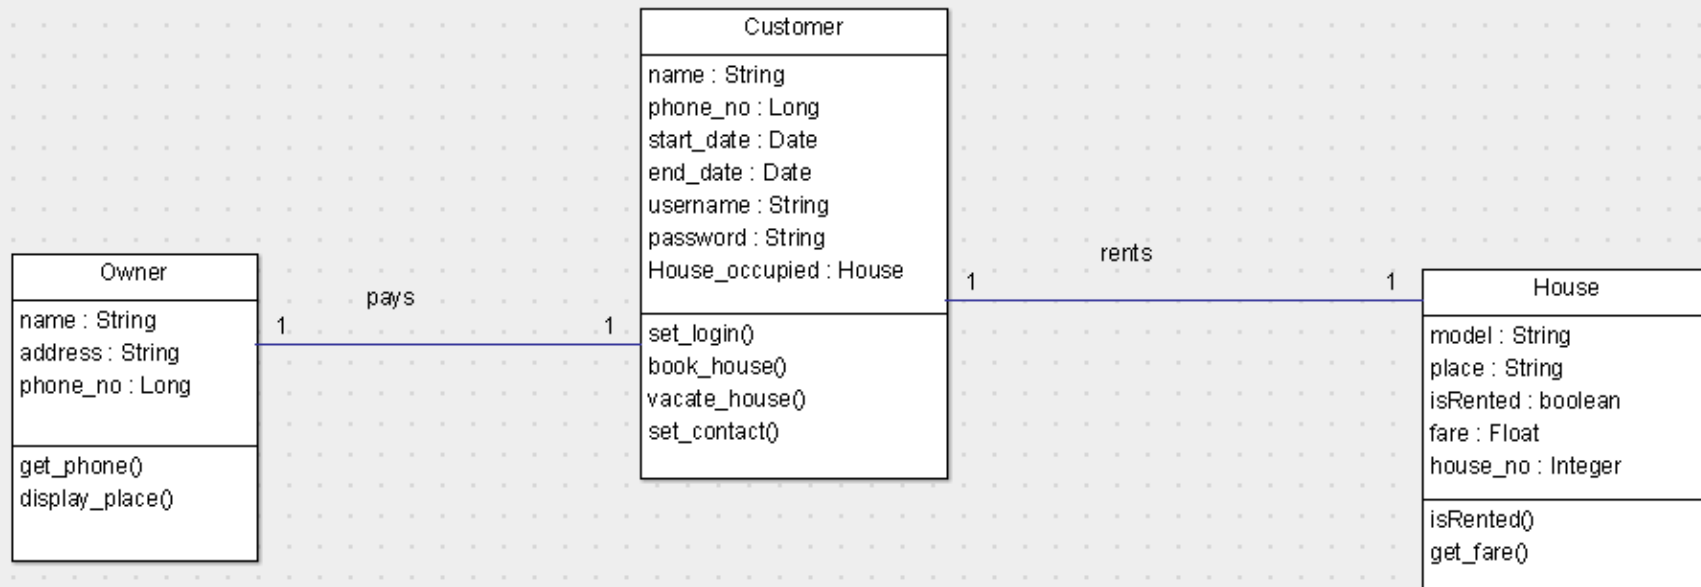 Customer
name : String
phone_no : Long
start_date : Date
end_date : Date
username : String
password : String
House_occupied : House
set_login()
book_house()
vacate_house()
set_contact()
Owner
name : String
address : String
phone_no : Long
get_phone()
display_place()
1
pays
1
1
rents
1
House
model : String
place : String
isRented : boolean
fare : Float
house_no : Integer
isRented()
get_fare()